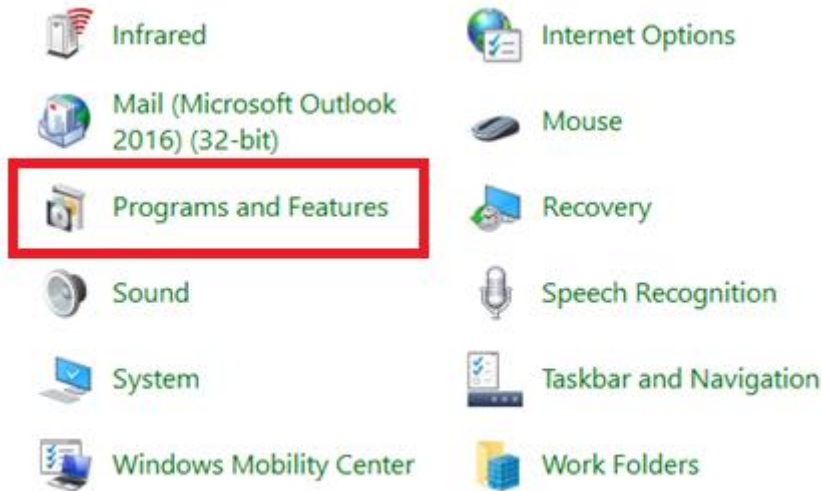 Infrared
Internet Options
Mail (Microsoft Outlook
2016) (32-bit)
Mouse
Programs and Features
Recovery
Sound
Speech Recognition
System
Taskbar and Navigation
Windows Mobility Center
Work Folders